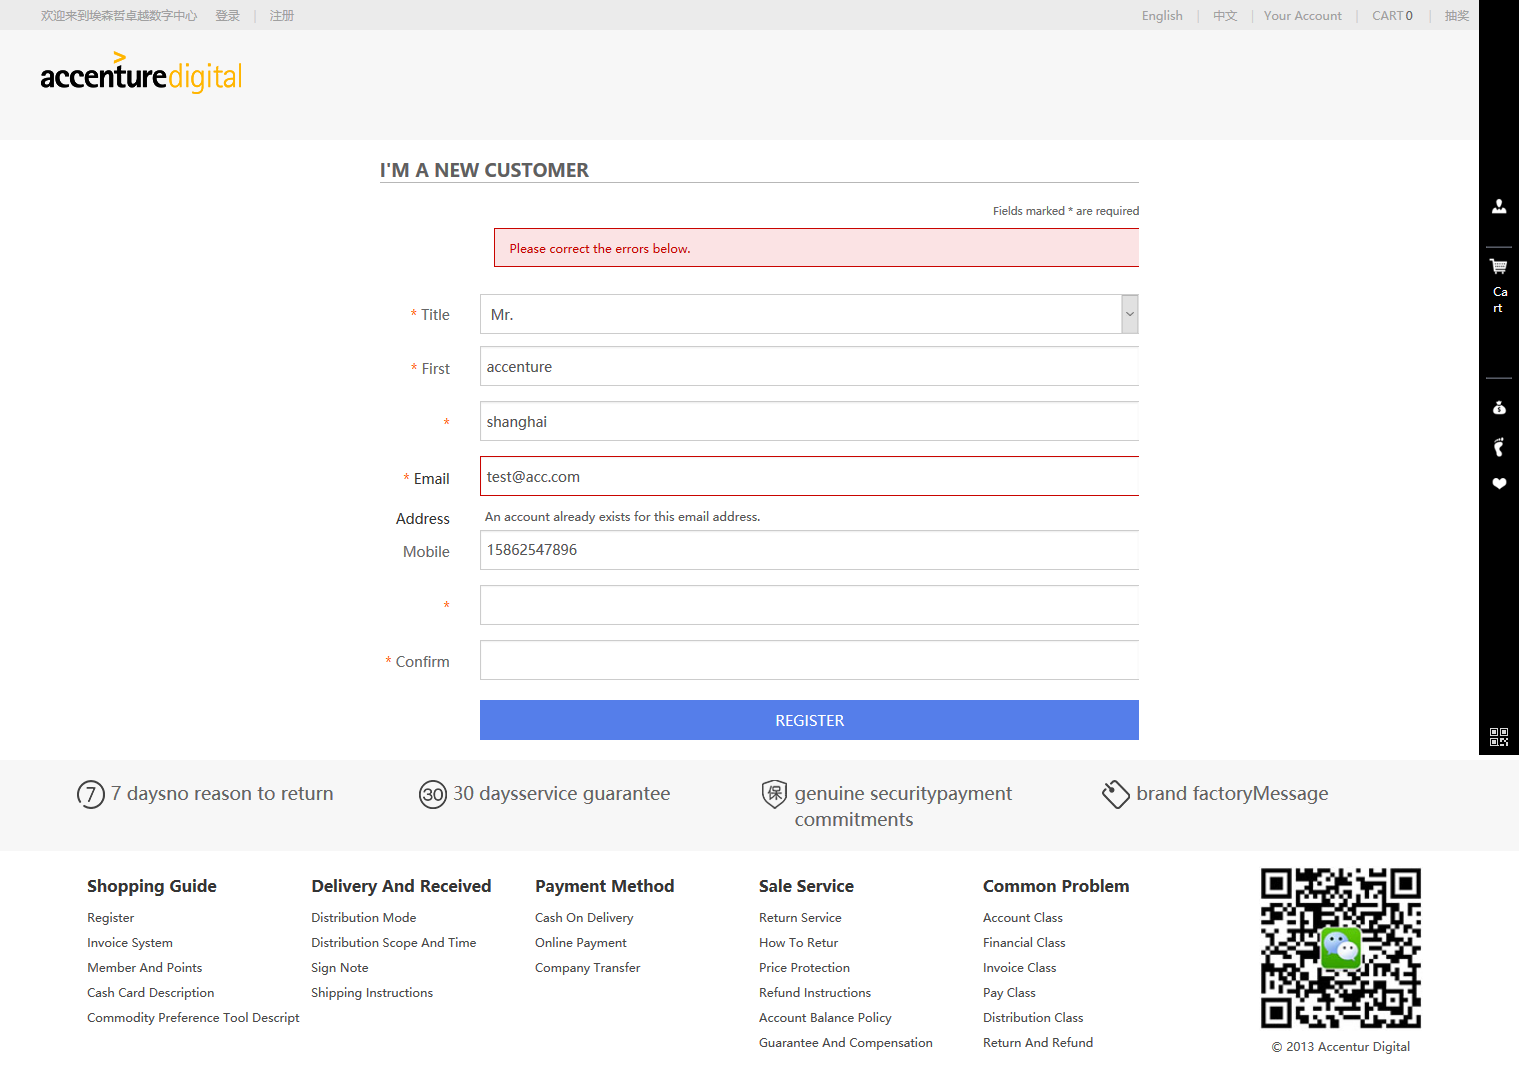 欢迎来到埃森哲卓越数字中心 登录 | 注册 English | 中文 | Your Account | CART 0 | 抽奖
accenturedigital
I'M A NEW CUSTOMER
Fields marked * are required
Please correct the errors below.
* Title Mr.
* First accenture
* shanghai
* Email test@acc.com
Address An account already exists for this email address.
Mobile 15862547896
*
* Confirm
REGISTER
Ca
rt
7 7 daysno reason to return
30 30 daysservice guarantee
保 genuine securitypayment
commitments
brand factoryMessage
Shopping Guide
Register
Invoice System
Member And Points
Cash Card Description
Commodity Preference Tool Descript
Delivery And Received
Distribution Mode
Distribution Scope And Time
Sign Note
Shipping Instructions
Payment Method
Cash On Delivery
Online Payment
Company Transfer
Sale Service
Return Service
How To Retur
Price Protection
Refund Instructions
Account Balance Policy
Guarantee And Compensation
Common Problem
Account Class
Financial Class
Invoice Class
Pay Class
Distribution Class
Return And Refund
© 2013 Accentur Digital